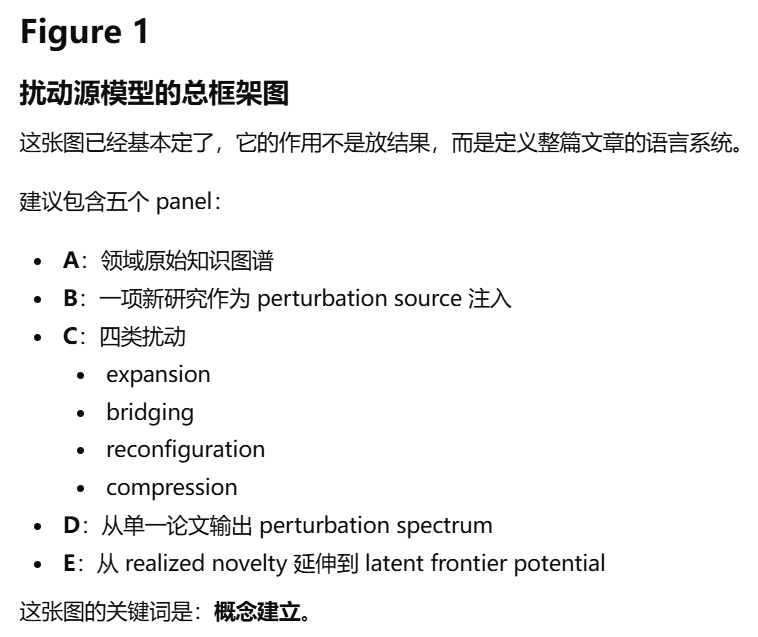 Figure 1
扰动源模型的总框架图
这张图已经基本定了，它的作用不是放结果，而是定义整篇文章的语言系统。
建议包含五个 panel：
• A：领域原始知识图谱
• B：一项新研究作为 perturbation source 注入
• C：四类扰动
• expansion
• bridging
• reconfiguration
• compression
• D：从单一论文输出 perturbation spectrum
• E：从 realized novelty 延伸到 latent frontier potential
这张图的关键词是：概念建立。